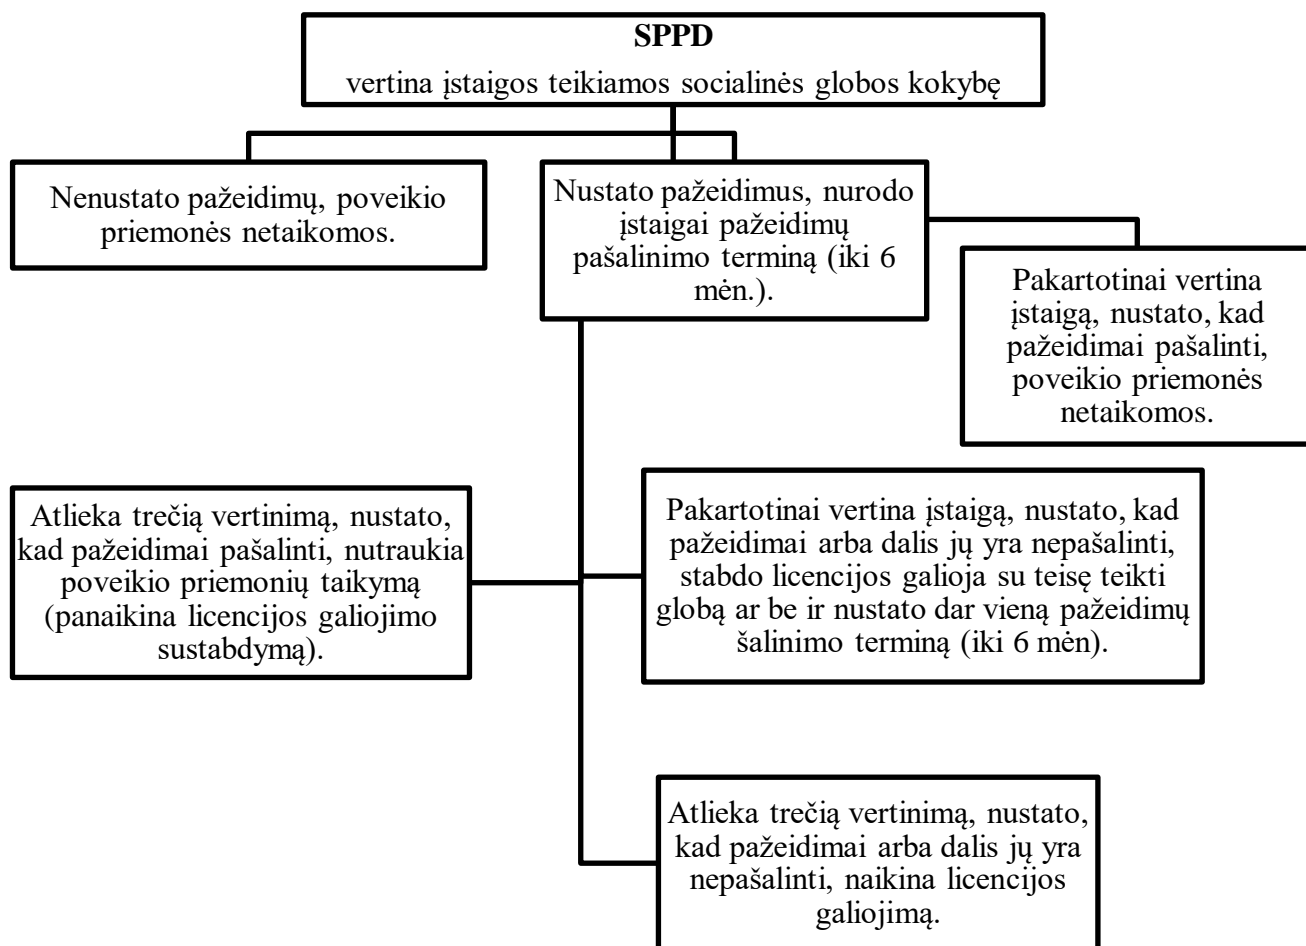 SPPD
vertina įstaigos teikiamos socialinės globos kokybę
Nenustato pažeidimų, poveikio
priemonės netaikomos.
Nustato pažeidimus, nurodo
įstaigai pažeidimų
pašalinimo terminą (iki 6
mėn.).
Pakartotinai vertina
įstaigą, nustato, kad
pažeidimai pašalinti,
poveikio priemonės
netaikomos.
Atlieka trečią vertinimą, nustato,
kad pažeidimai pašalinti, nutraukia
poveikio priemonių taikymą
(panaikina licencijos galiojimo
sustabdymą).
Pakartotinai vertina įstaigą, nustato, kad
pažeidimai arba dalis jų yra nepašalinti,
stabdo licencijos galioja su teisę teikti
globą ar be ir nustato dar vieną pažeidimų
šalinimo terminą (iki 6 mėn).
Atlieka trečią vertinimą, nustato,
kad pažeidimai arba dalis jų yra
nepašalinti, naikina licencijos
galiojimą.